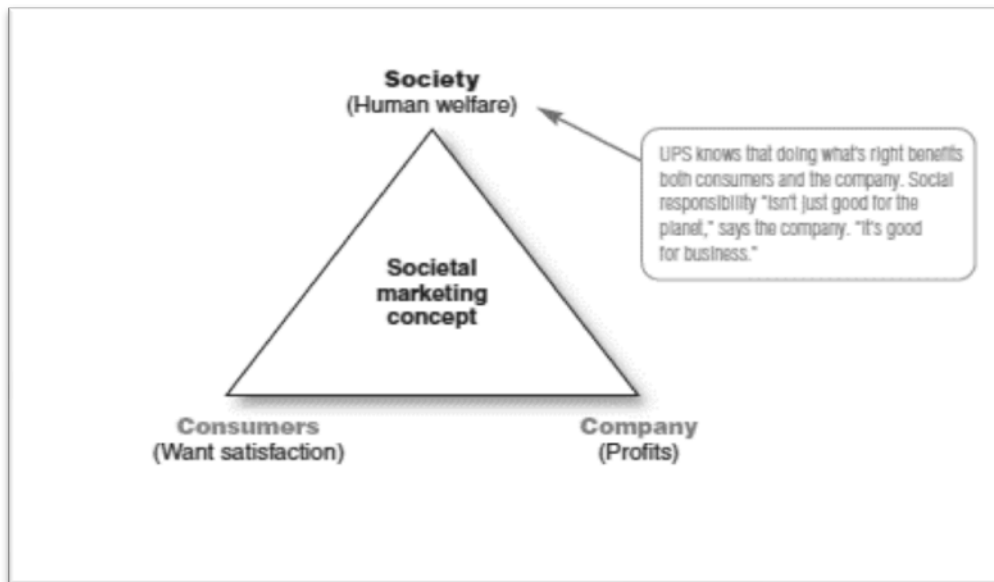 Society
(Human welfare)
UPS knows that doing what's right benefits
both consumers and the company. Social
responsibility "isn't just good for the
planet," says the company. "It's good
for business."
Societal
marketing
concept
Consumers
(Want satisfaction)
Company
(Profits)